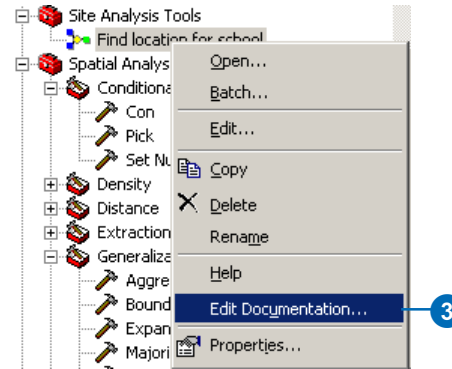 Site Analysis Tools
Find location for school
Spatial Analys
Conditiona
Con
Pick
Set Nu
Density
Distance
Extraction
Generaliza
Aggre
Bound
Expan
Majori
Open...
Batch...
Edit...
Copy
Delete
Rename
Help
Edit Documentation...
Properties...
3